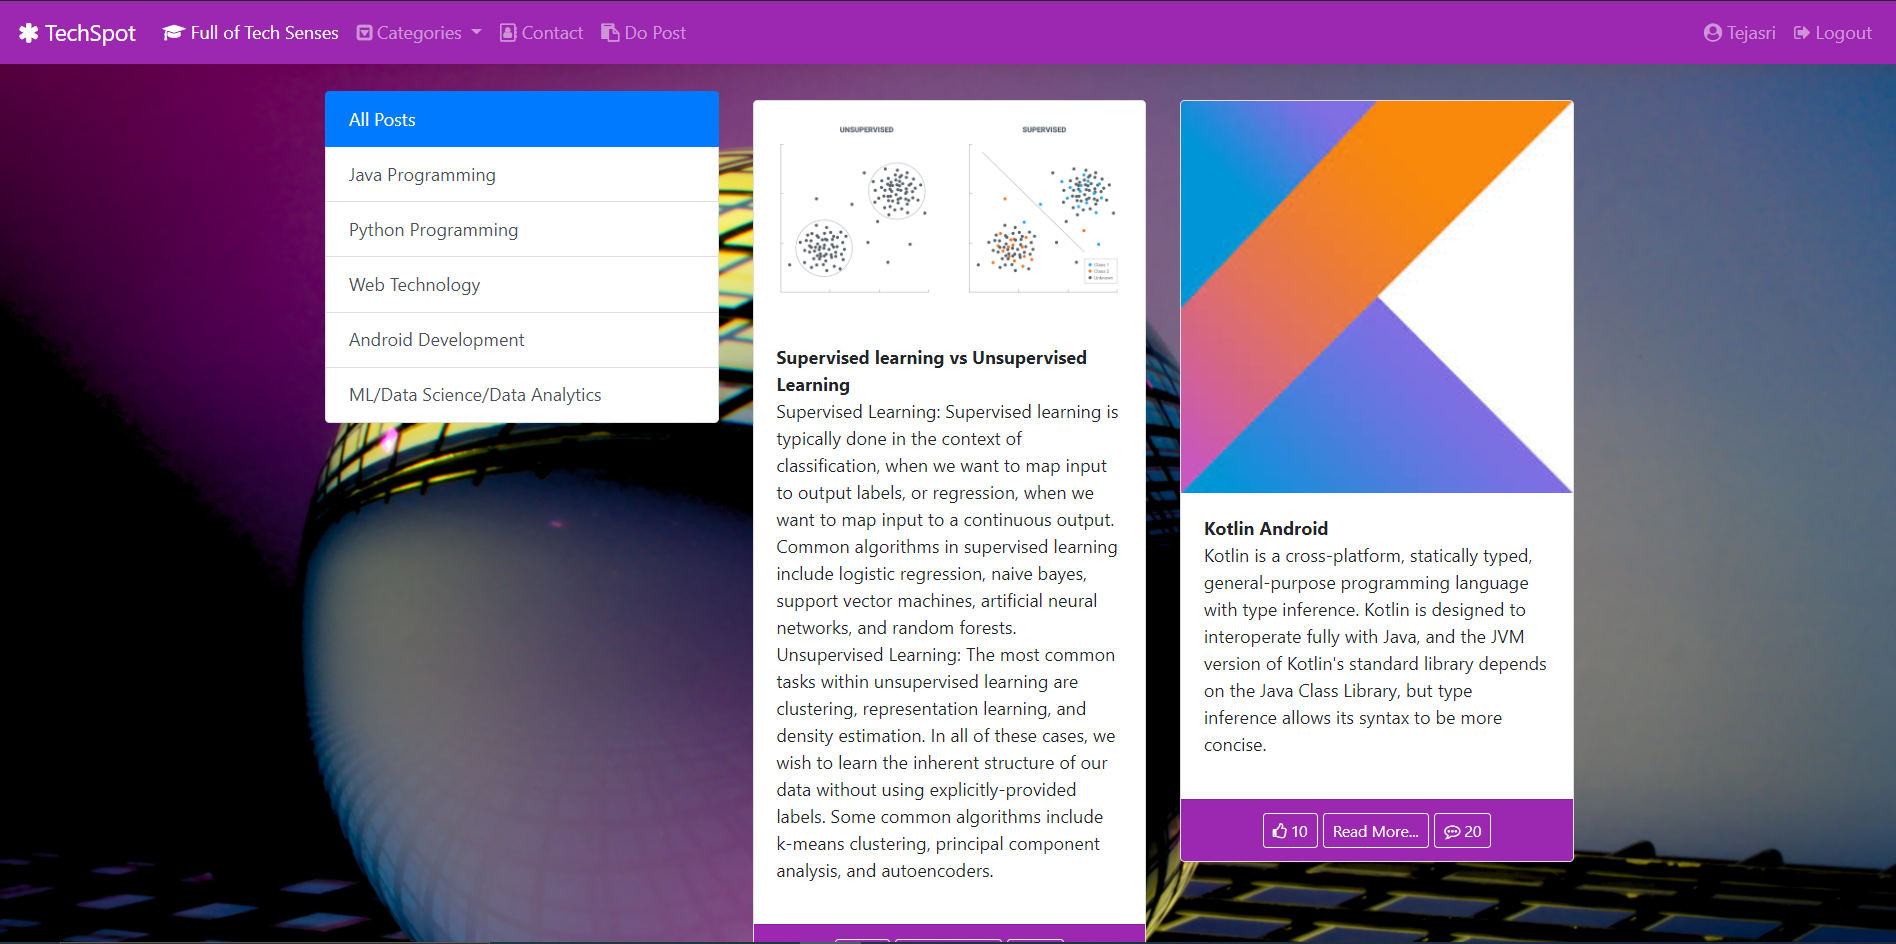 TechSpot
Full of Tech Senses
Categories
Contact
Do Post
Tejasri
Logout
All Posts
Java Programming
Python Programming
Web Technology
Android Development
ML/Data Science/Data Analytics
UNSUPERVISED
SUPERVISED
Class 1
Class 2
Unknown
Supervised learning vs Unsupervised
Learning
Supervised Learning: Supervised learning is
typically done in the context of
classification, when we want to map input
to output labels, or regression, when we
want to map input to a continuous output.
Common algorithms in supervised learning
include logistic regression, naive bayes,
support vector machines, artificial neural
networks, and random forests.
Unsupervised Learning: The most common
tasks within unsupervised learning are
clustering, representation learning, and
density estimation. In all of these cases, we
wish to learn the inherent structure of our
data without using explicitly-provided
labels. Some common algorithms include
k-means clustering, principal component
analysis, and autoencoders.
Kotlin Android
Kotlin is a cross-platform, statically typed,
general-purpose programming language
with type inference. Kotlin is designed to
interoperate fully with Java, and the JVM
version of Kotlin's standard library depends
on the Java Class Library, but type
inference allows its syntax to be more
concise.
10
Read More...
20